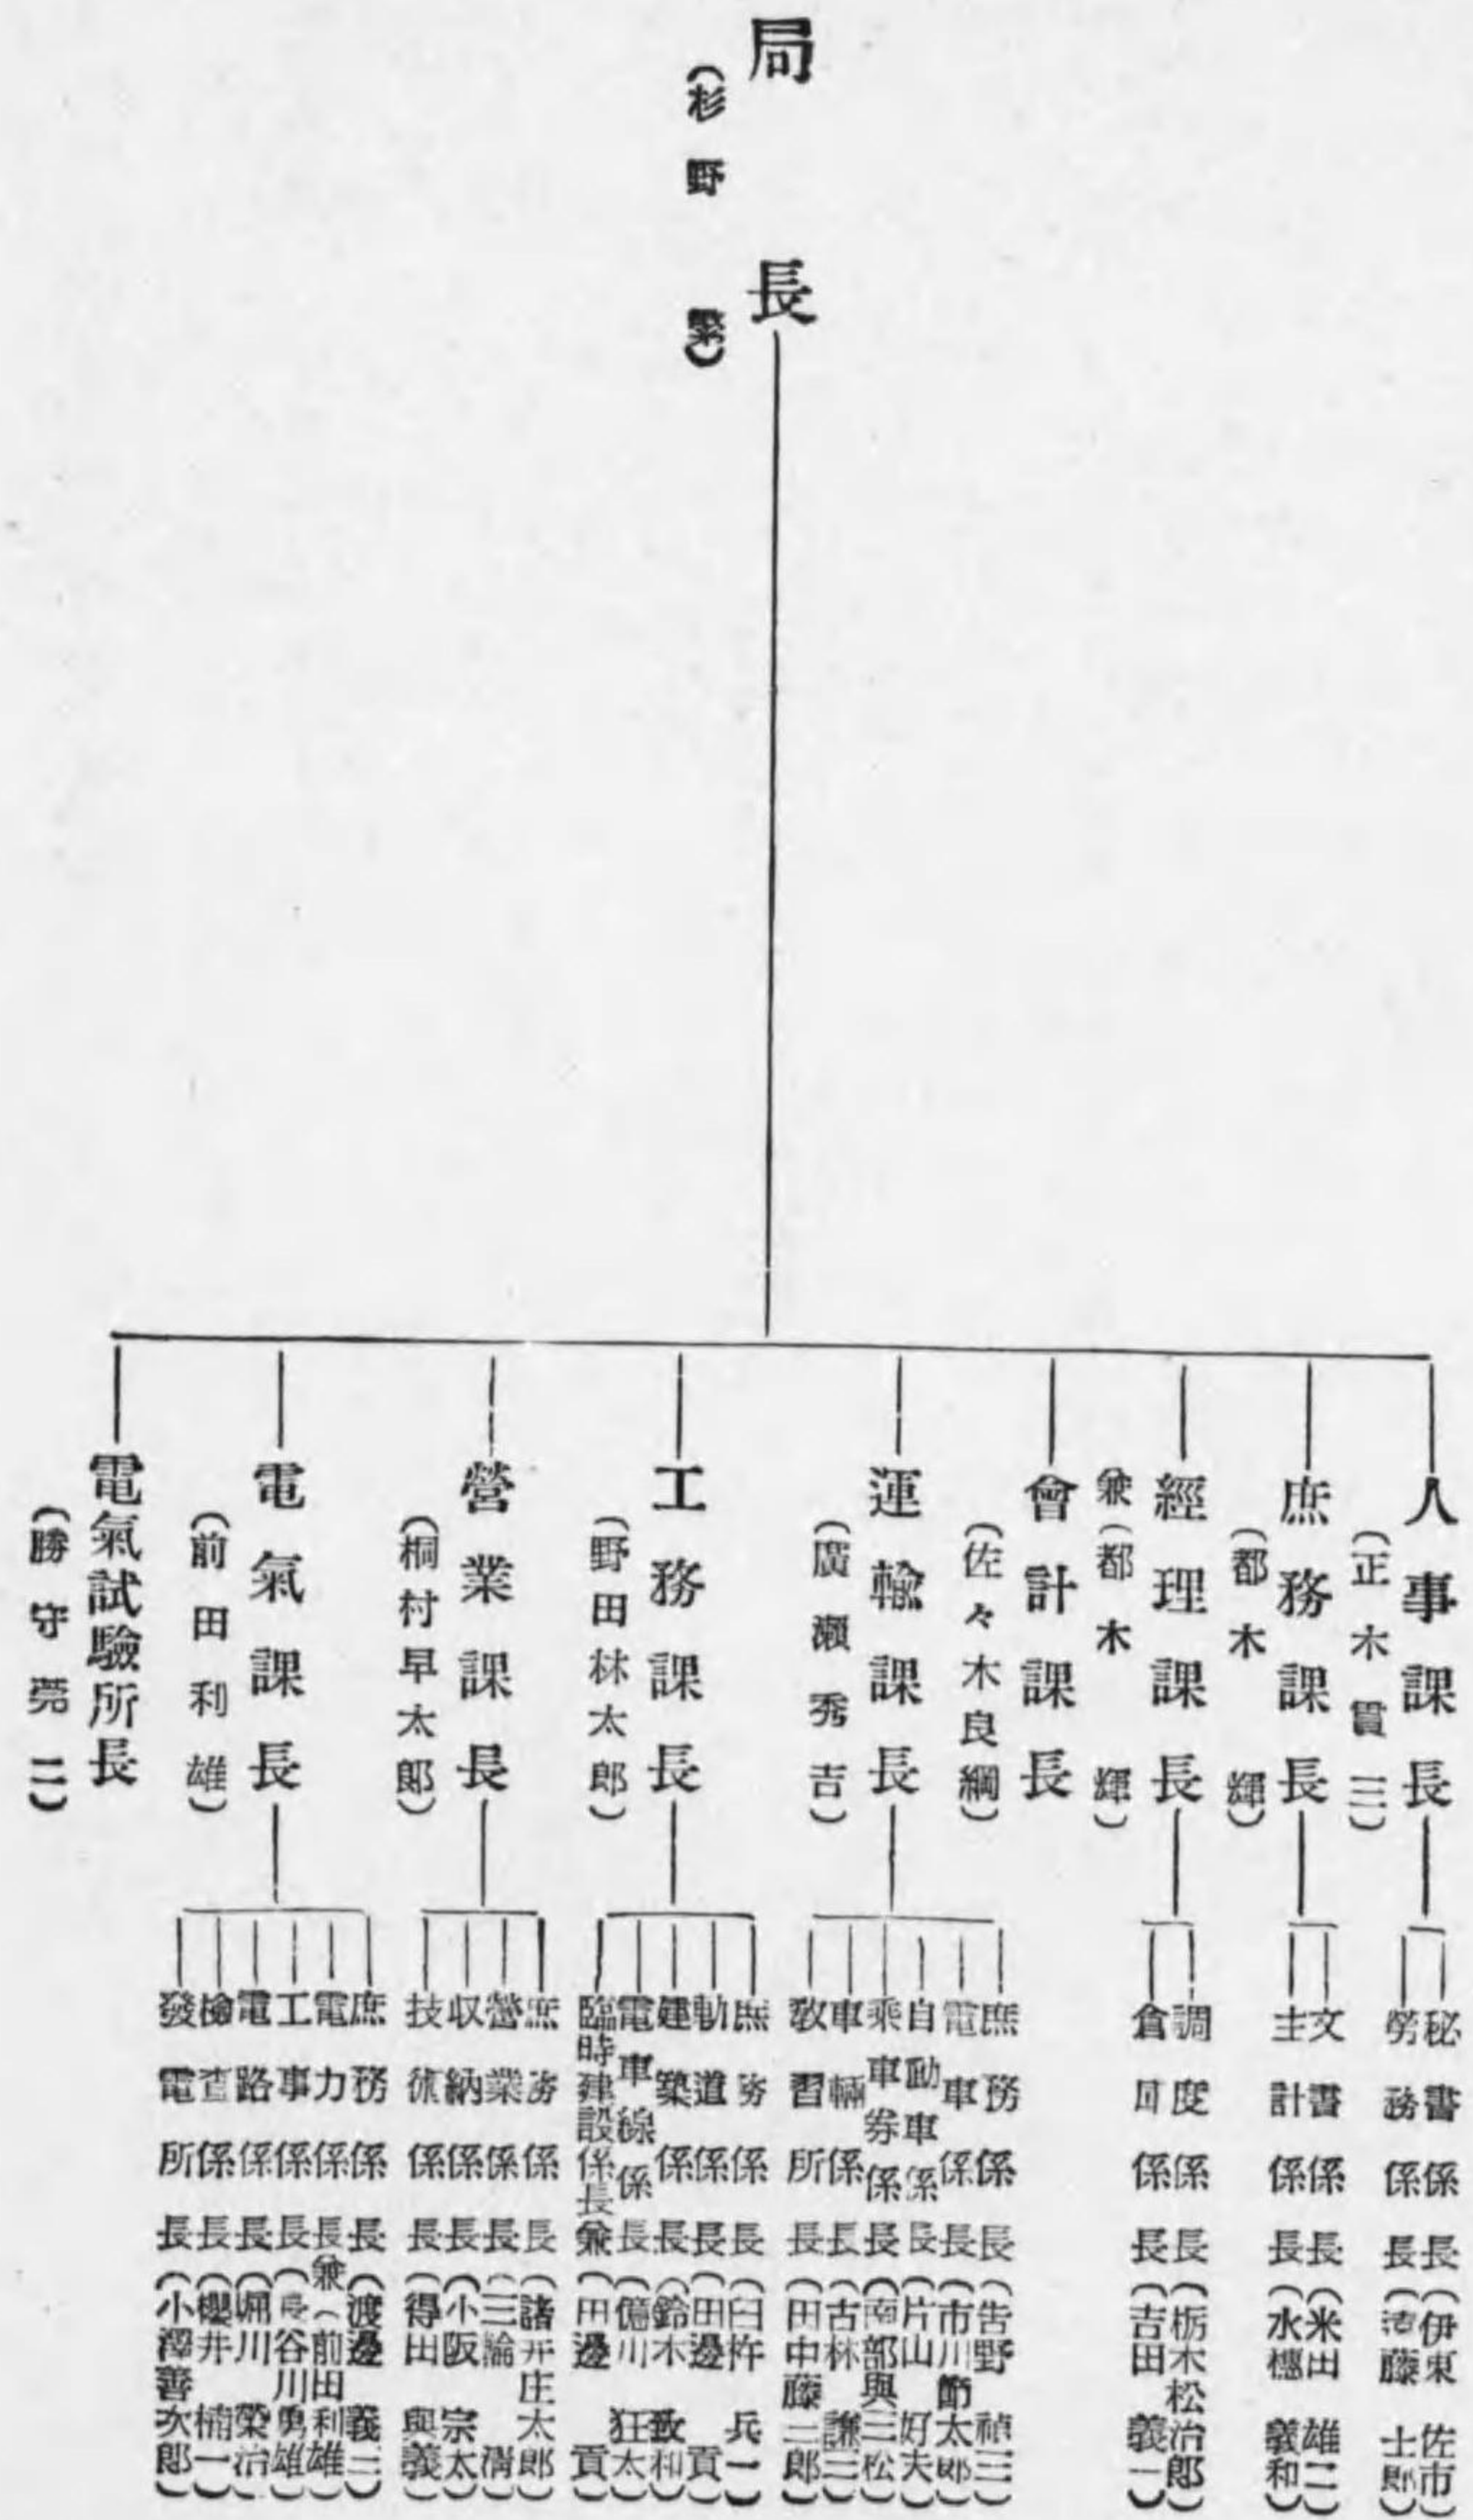 局長
(杉野繁)
人事課長
(正木貫三)
秘書係長(伊東佐市)
勞務係長(藤士郎)
庶務課長
(都木輝)
文書係長(米田雄二)
主計係長(水橋義和)
經理課長
兼(都木輝)
調度係長(栃木松治郎)
倉庫係長(吉田義一)
會計課長
(佐々木良綱)
運輸課長
(廣瀬秀吉)
庶務係長(吉野禎三)
電車係長(市川節太郎)
自動車係長(片山好夫)
乘車券係長(南部與三松)
車輛係長(古林謙三)
敎習所長(田中藤二郎)
工務課長
(野田林太郎)
庶務係長(臼杵兵一)
軌道係長(田邊貢)
建築係長(鈴木致和)
電車線係長(億川狂太)
臨時建設係長兼(田邊貢)
營業課長
(桐村早太郎)
庶務係長(諸井庄太郎)
營業係長(三輪清)
収納係長(小阪宗太)
技術係長(得田與義)
電氣課長
(前田利雄)
庶務係長(渡邊義三)
電力係長兼(前田利雄)
工事係長(長谷川勇雄)
電路係長(堀川榮治)
檢査係長(櫻井楠一)
發電所長(小澤善次郎)
電氣試驗所長
(勝守莞二)